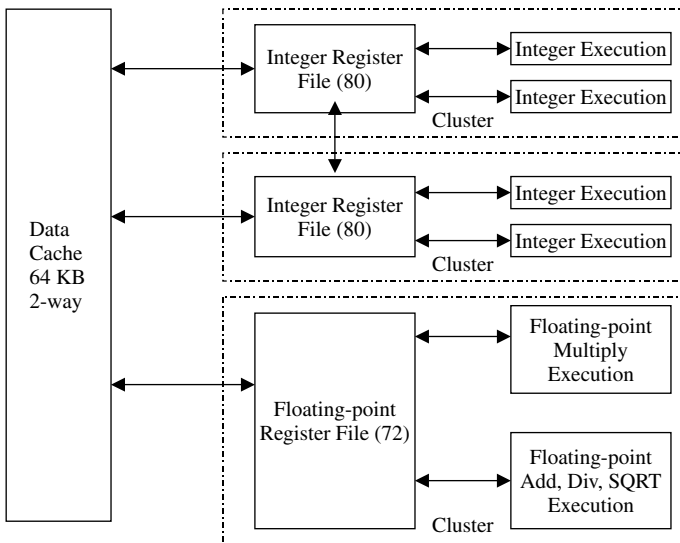 Data
Cache
64 KB
2-way
Integer Register
File (80)
Integer Execution
Integer Execution
Cluster
Integer Register
File (80)
Integer Execution
Integer Execution
Cluster
Floating-point
Register File (72)
Floating-point
Multiply
Execution
Floating-point
Add, Div, SQRT
Execution
Cluster